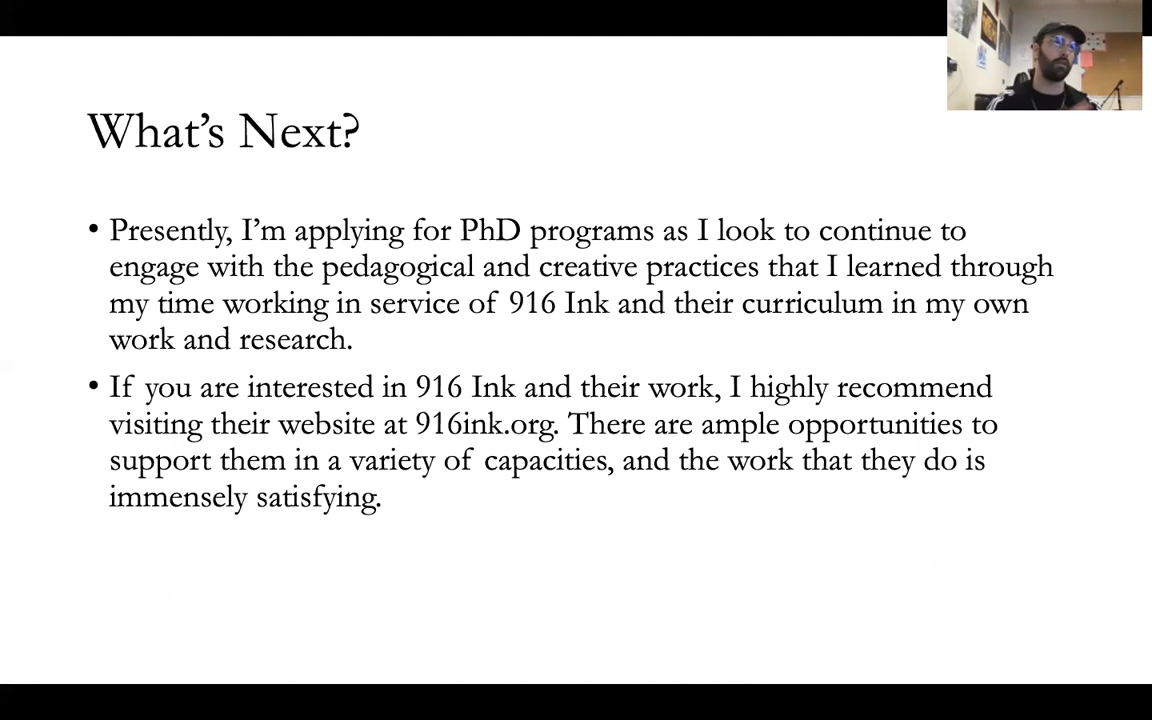 What's Next?
• Presently, I'm applying for PhD programs as I look to continue to
engage with the pedagogical and creative practices that I learned through
my time working in service of 916 Ink and their curriculum in my own
work and research.
• If you are interested in 916 Ink and their work, I highly recommend
visiting their website at 916ink.org. There are ample opportunities to
support them in a variety of capacities, and the work that they do is
immensely satisfying.